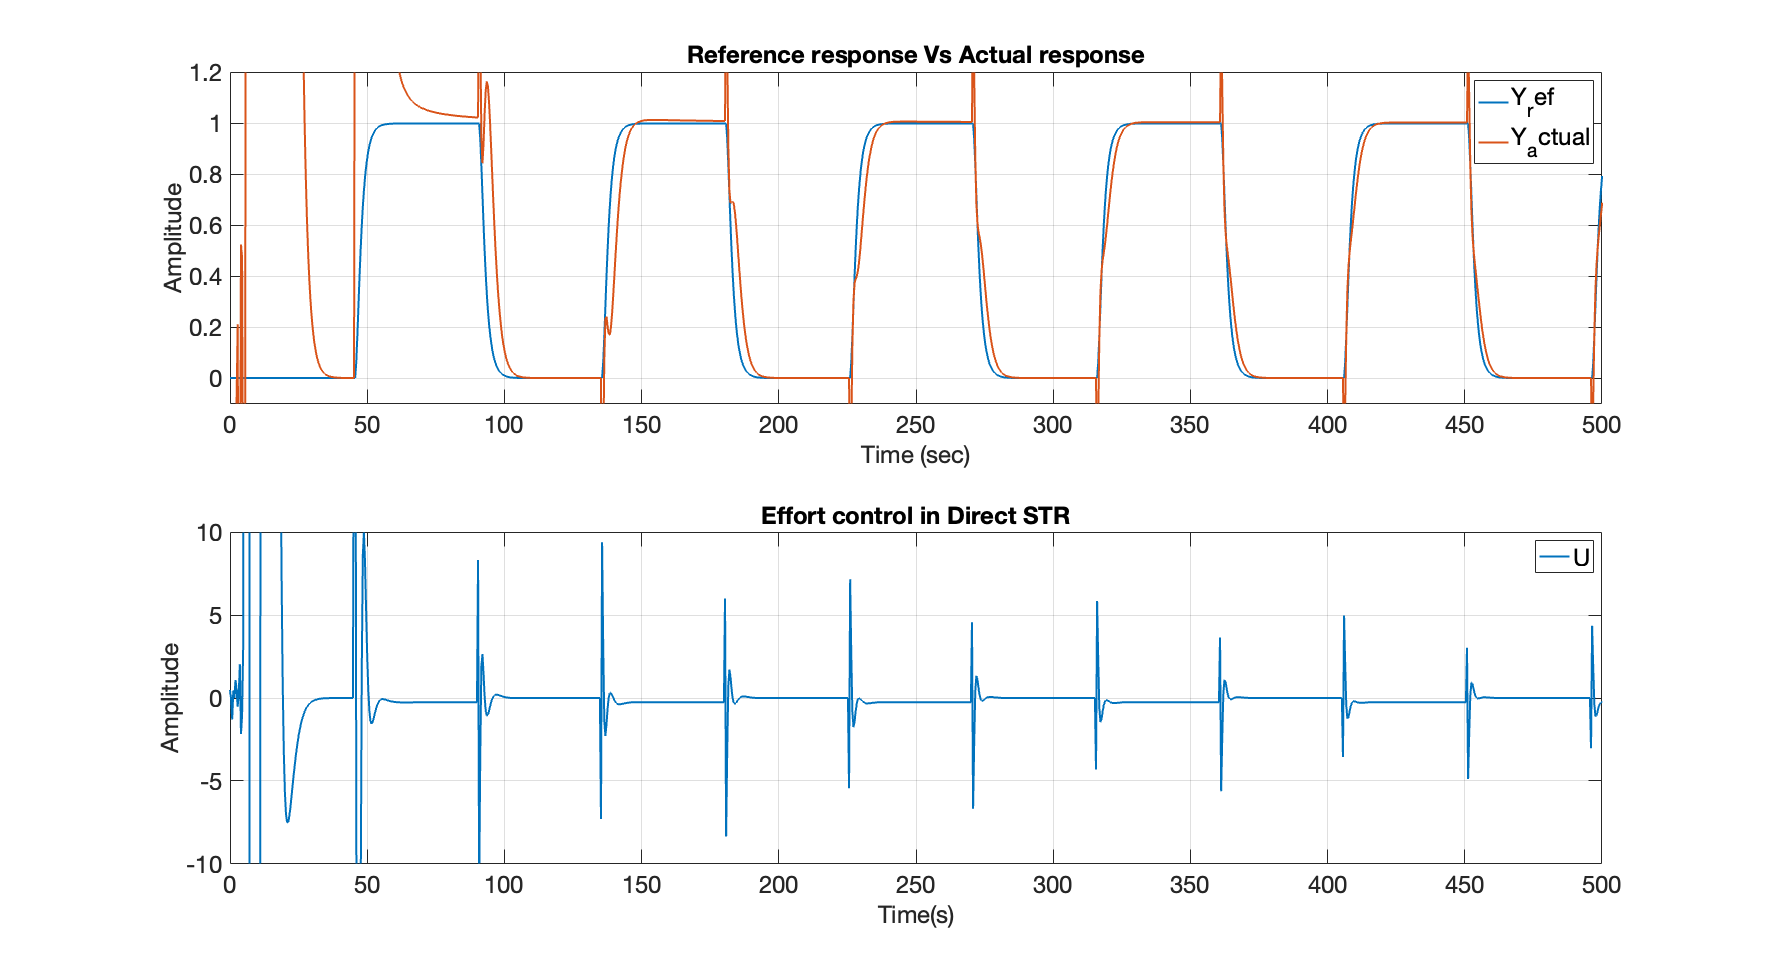 Reference response Vs Actual response
1.2
1
0.8
0.6
0.4
0.2
0
Amplitude
Y_ref
Y_actual
0 50 100 150 200 250 300 350 400 450 500
Time (sec)
Effort control in Direct STR
10
5
0
-5
-10
Amplitude
U
0 50 100 150 200 250 300 350 400 450 500
Time(s)